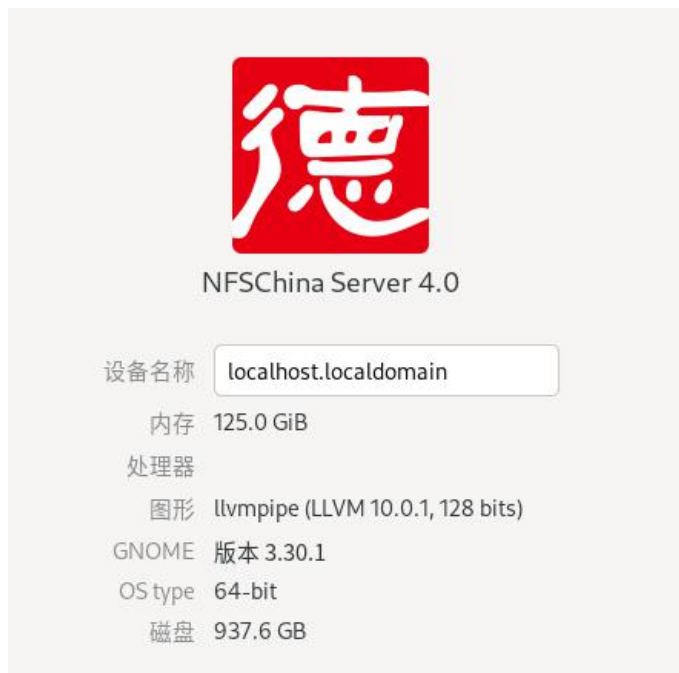 德
NFSChina Server 4.0
设备名称 localhost.localdomain
内存 125.0 GiB
处理器
图形 llvmpipe (LLVM 10.0.1, 128 bits)
GNOME 版本 3.30.1
OS type 64-bit
磁盘 937.6 GB